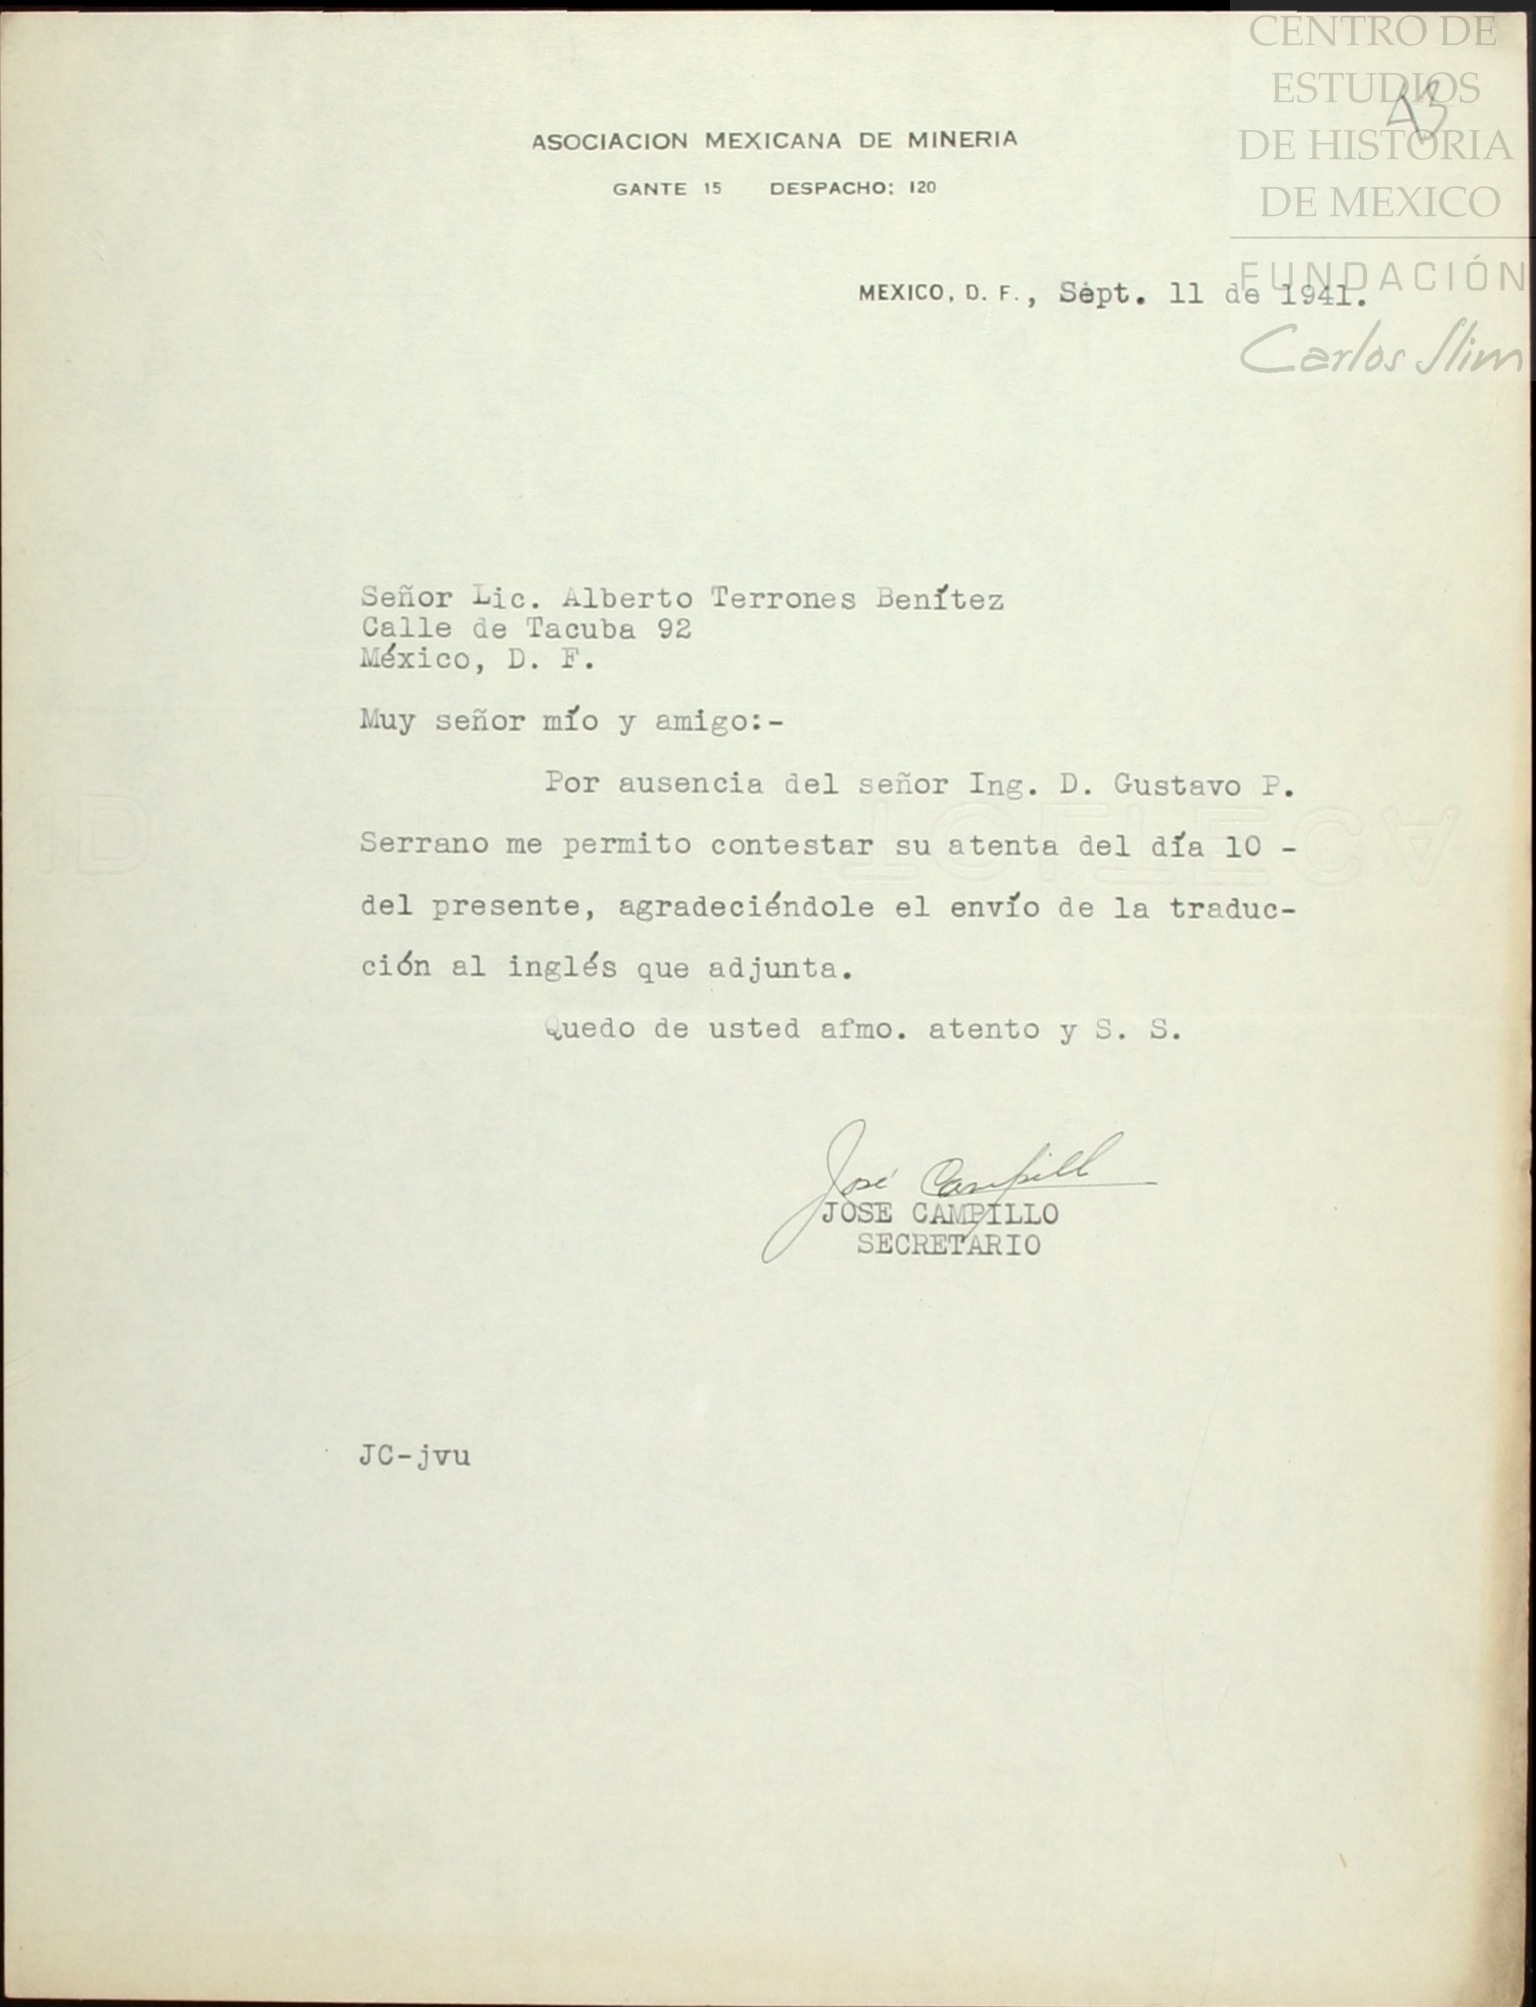 CENTRO DE
ESTUDIOS
DE HISTORIA
DE MEXICO
FUNDACIÓN
Carlos Slim
ASOCIACION MEXICANA DE MINERIA
GANTE 15 DESPACHO: 120
MEXICO, D. F., Sept. 11 de 1941.
Señor Lic. Alberto Terrones Benítez
Calle de Tacuba 92
México, D. F.
Muy señor mío y amigo:-
Por ausencia del señor Ing. D. Gustavo P.
Serrano me permito contestar su atenta del día 10 -
del presente, agradeciéndole el envío de la traduc-
ción al inglés que adjunta.
Quedo de usted afmo. atento y S. S.
José Campillo
JOSE CAMPILLO
SECRETARIO
JC-jvu